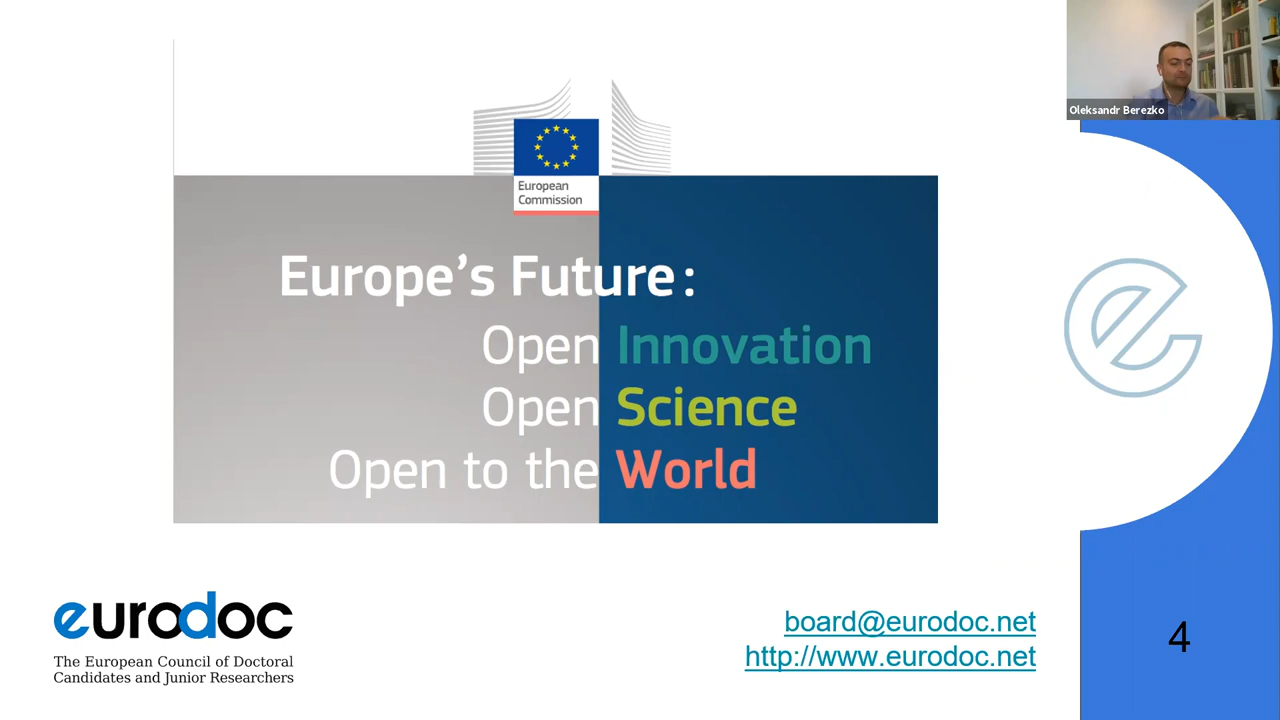 Oleksandr Berezko
European
Commission
Europe's Future:
Open Innovation
Open Science
Open to the World
eurodoc
The European Council of Doctoral
Candidates and Junior Researchers
board@eurodoc.net
http://www.eurodoc.net
4